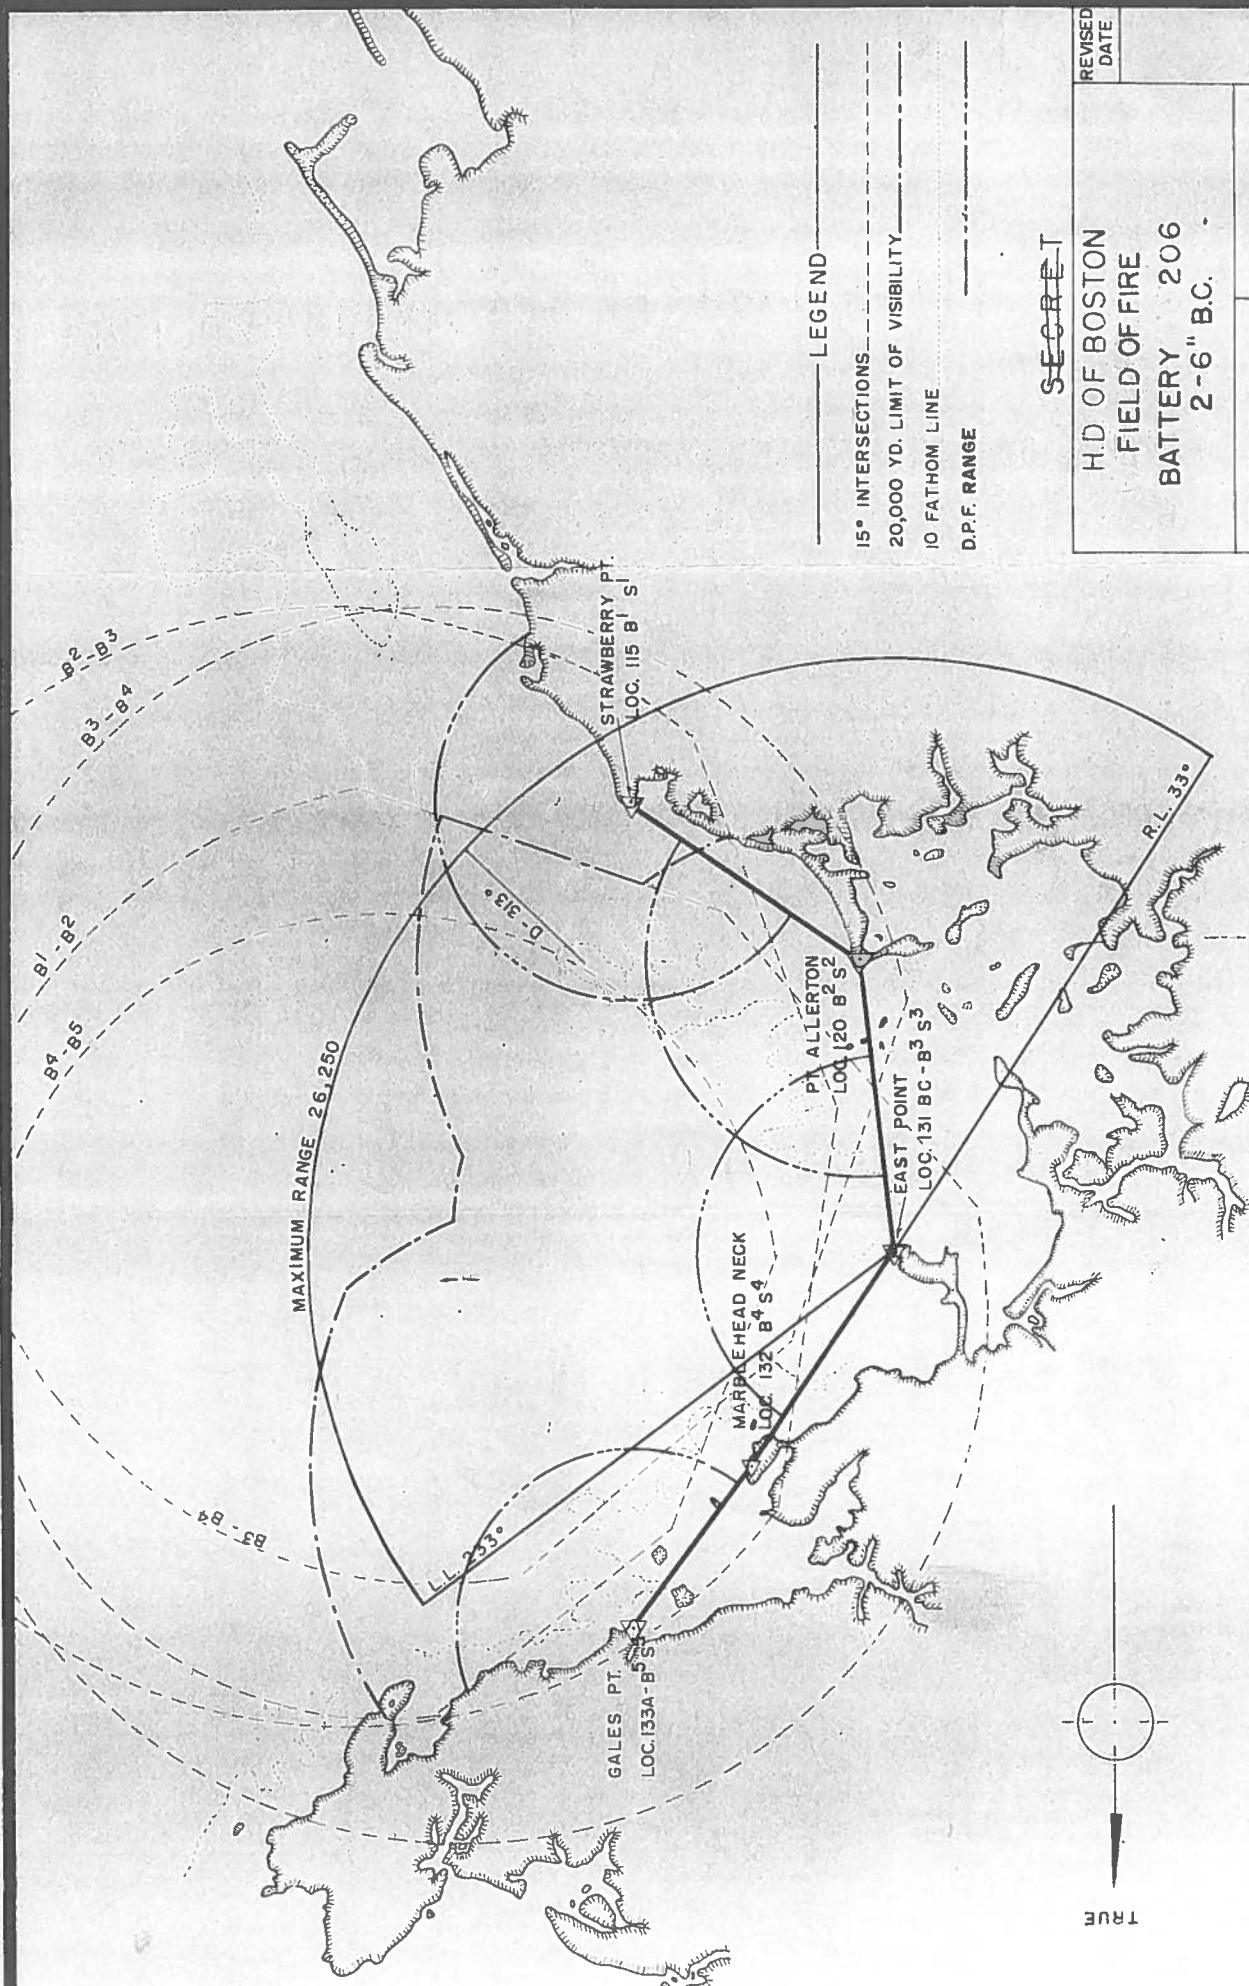 LEGEND
15° INTERSECTIONS
20,000 YD. LIMIT OF VISIBILITY
10 FATHOM LINE
D.P.F. RANGE
SECRET
H.D OF BOSTON
FIELD OF FIRE
BATTERY 206
2-6" B.C.
REVISED
DATE
B²-B³
B³-B4
B¹-B²
B4-B5
B3-B4
MAXIMUM RANGE 26,250
D-313°
STRAWBERRY PT.
LOC. 115 B¹ S¹
PT. ALLERTON
LOC. 120 B² S²
EAST POINT
LOC. 131 BC-B³ S³
MARBLEHEAD NECK
LOC. 132 B⁴ S⁴
GALES PT.
LOC. 133A-B⁵ S⁵
L.L. 233°
R.L. 33°
TRUE